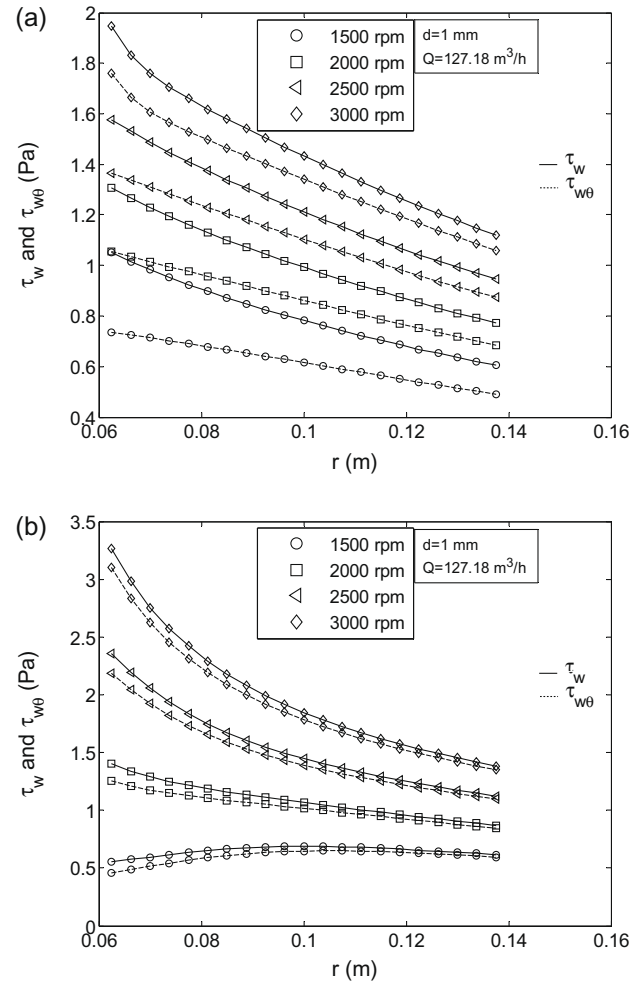 (a)
2
1.8
1.6
1.4
1.2
1
0.8
0.6
0.4
τw and τwθ (Pa)
1500 rpm
2000 rpm
2500 rpm
3000 rpm
d=1 mm
Q=127.18 m³/h
τw
τwθ
0.06 0.08 0.1 0.12 0.14 0.16
r (m)
(b)
3.5
3
2.5
2
1.5
1
0.5
0
τw and τwθ (Pa)
1500 rpm
2000 rpm
2500 rpm
3000 rpm
d=1 mm
Q=127.18 m³/h
τw
τwθ
0.06 0.08 0.1 0.12 0.14 0.16
r (m)